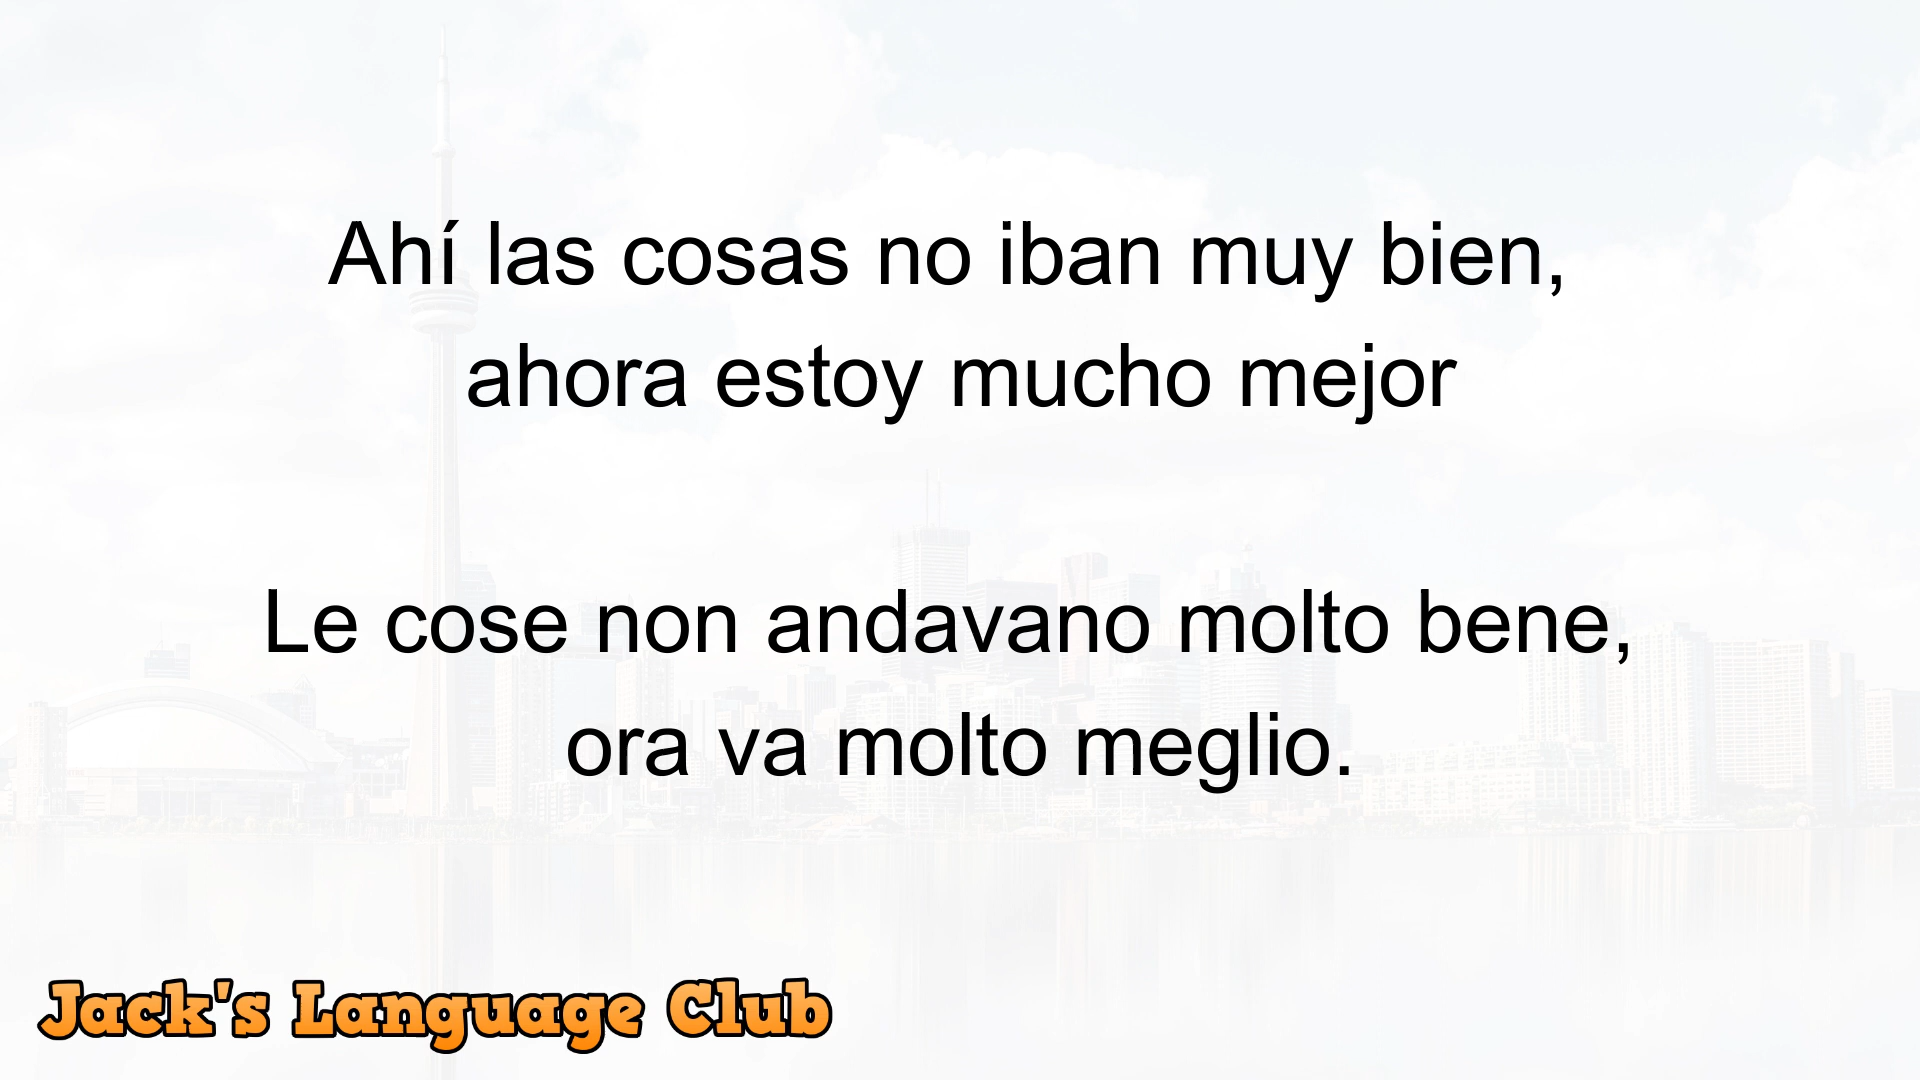 Ahí las cosas no iban muy bien,
ahora estoy mucho mejor
Le cose non andavano molto bene,
ora va molto meglio.
Jack's Language Club